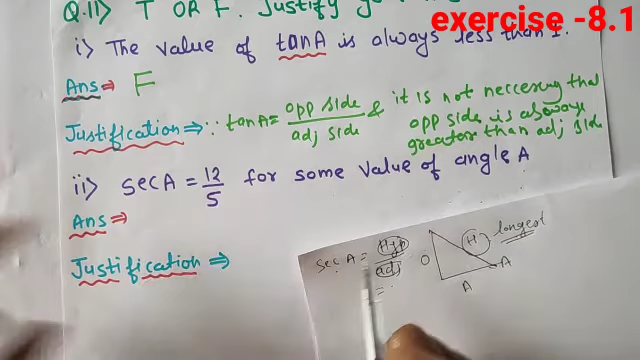 exercise -8.1
Q.11> T OR F. Justify
i> The value of tanA is always less than 1.
Ans⇒ F
Justification⇒ ∵ tanA = opp side / adj side & it is not neccersry that
opp side is always
greater than adj side
ii> secA = 12/5 for some value of angle A
Ans⇒
Justification ⇒
sec A = Hyp / adj
=
O H A A longest